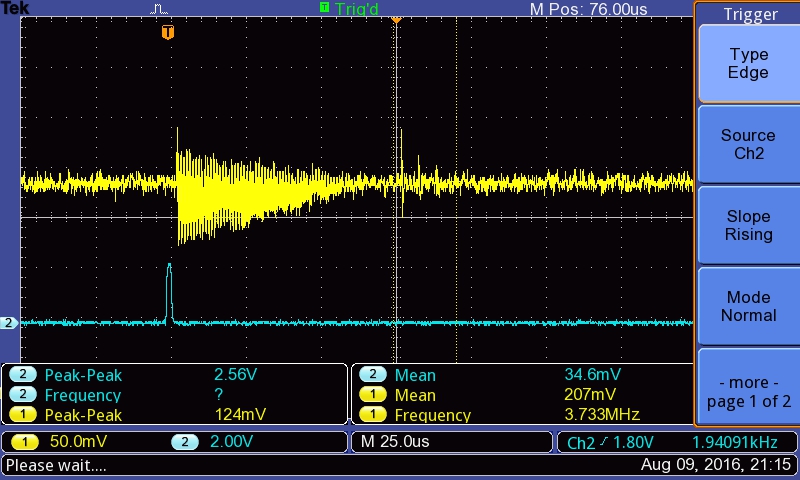 Tek
Trig'd
M Pos: 76.00us
Trigger
T
T
Type
Edge
Source
Ch2
Slope
Rising
Mode
Normal
- more -
page 1 of 2
2
2 Peak-Peak 2.56V
2 Frequency ?
1 Peak-Peak 124mV
2 Mean 34.6mV
1 Mean 207mV
1 Frequency 3.733MHz
1 50.0mV 2 2.00V
M 25.0us
Ch2 / 1.80V 1.94091kHz
Please wait....
Aug 09, 2016, 21:15